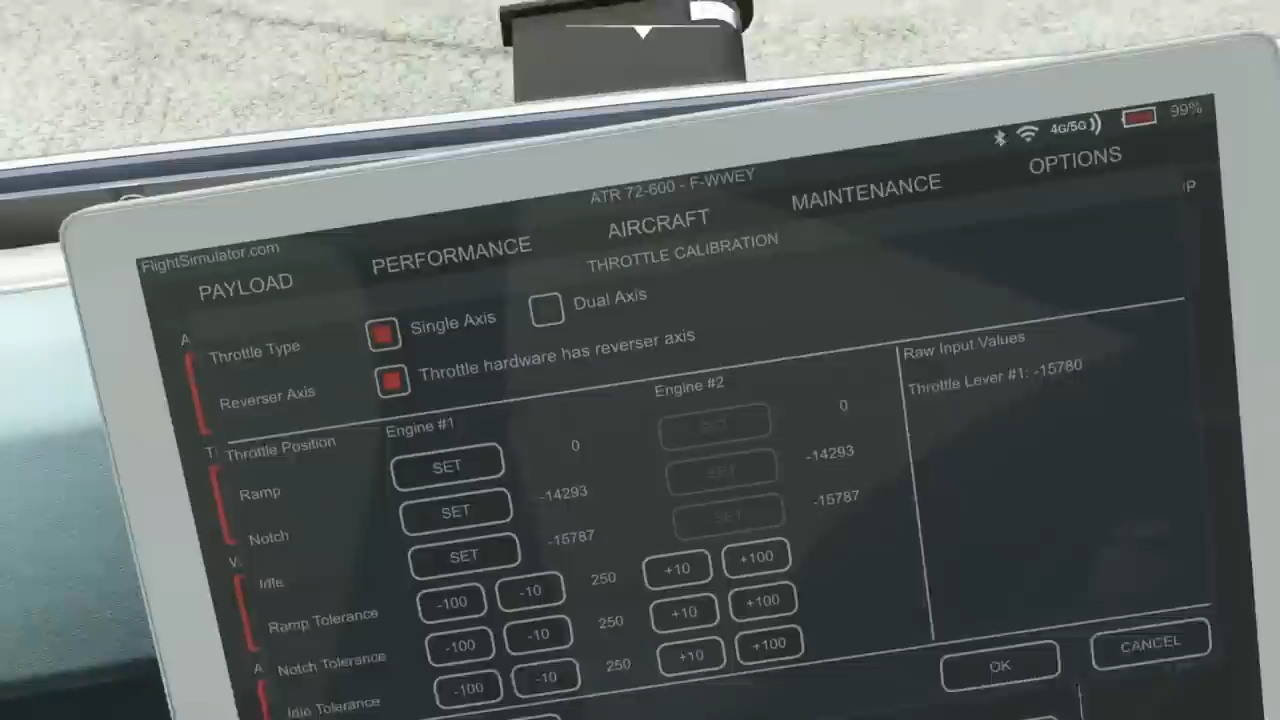 4G/5G 99%
ATR 72-600 - F-WWEY
FlightSimulator.com
PAYLOAD PERFORMANCE AIRCRAFT MAINTENANCE OPTIONS
THROTTLE CALIBRATION
Throttle Type Single Axis Dual Axis
Reverser Axis Throttle hardware has reverser axis
Throttle Position Engine #1 Engine #2 Raw Input Values
Throttle Lever #1: -15780
Ramp SET 0 SET 0
Notch SET -14293 SET -14293
Idle SET -15787 SET -15787
Ramp Tolerance -100 -10 250 +10 +100
Notch Tolerance -100 -10 250 +10 +100
Idle Tolerance -100 -10 250 +10 +100
OK CANCEL